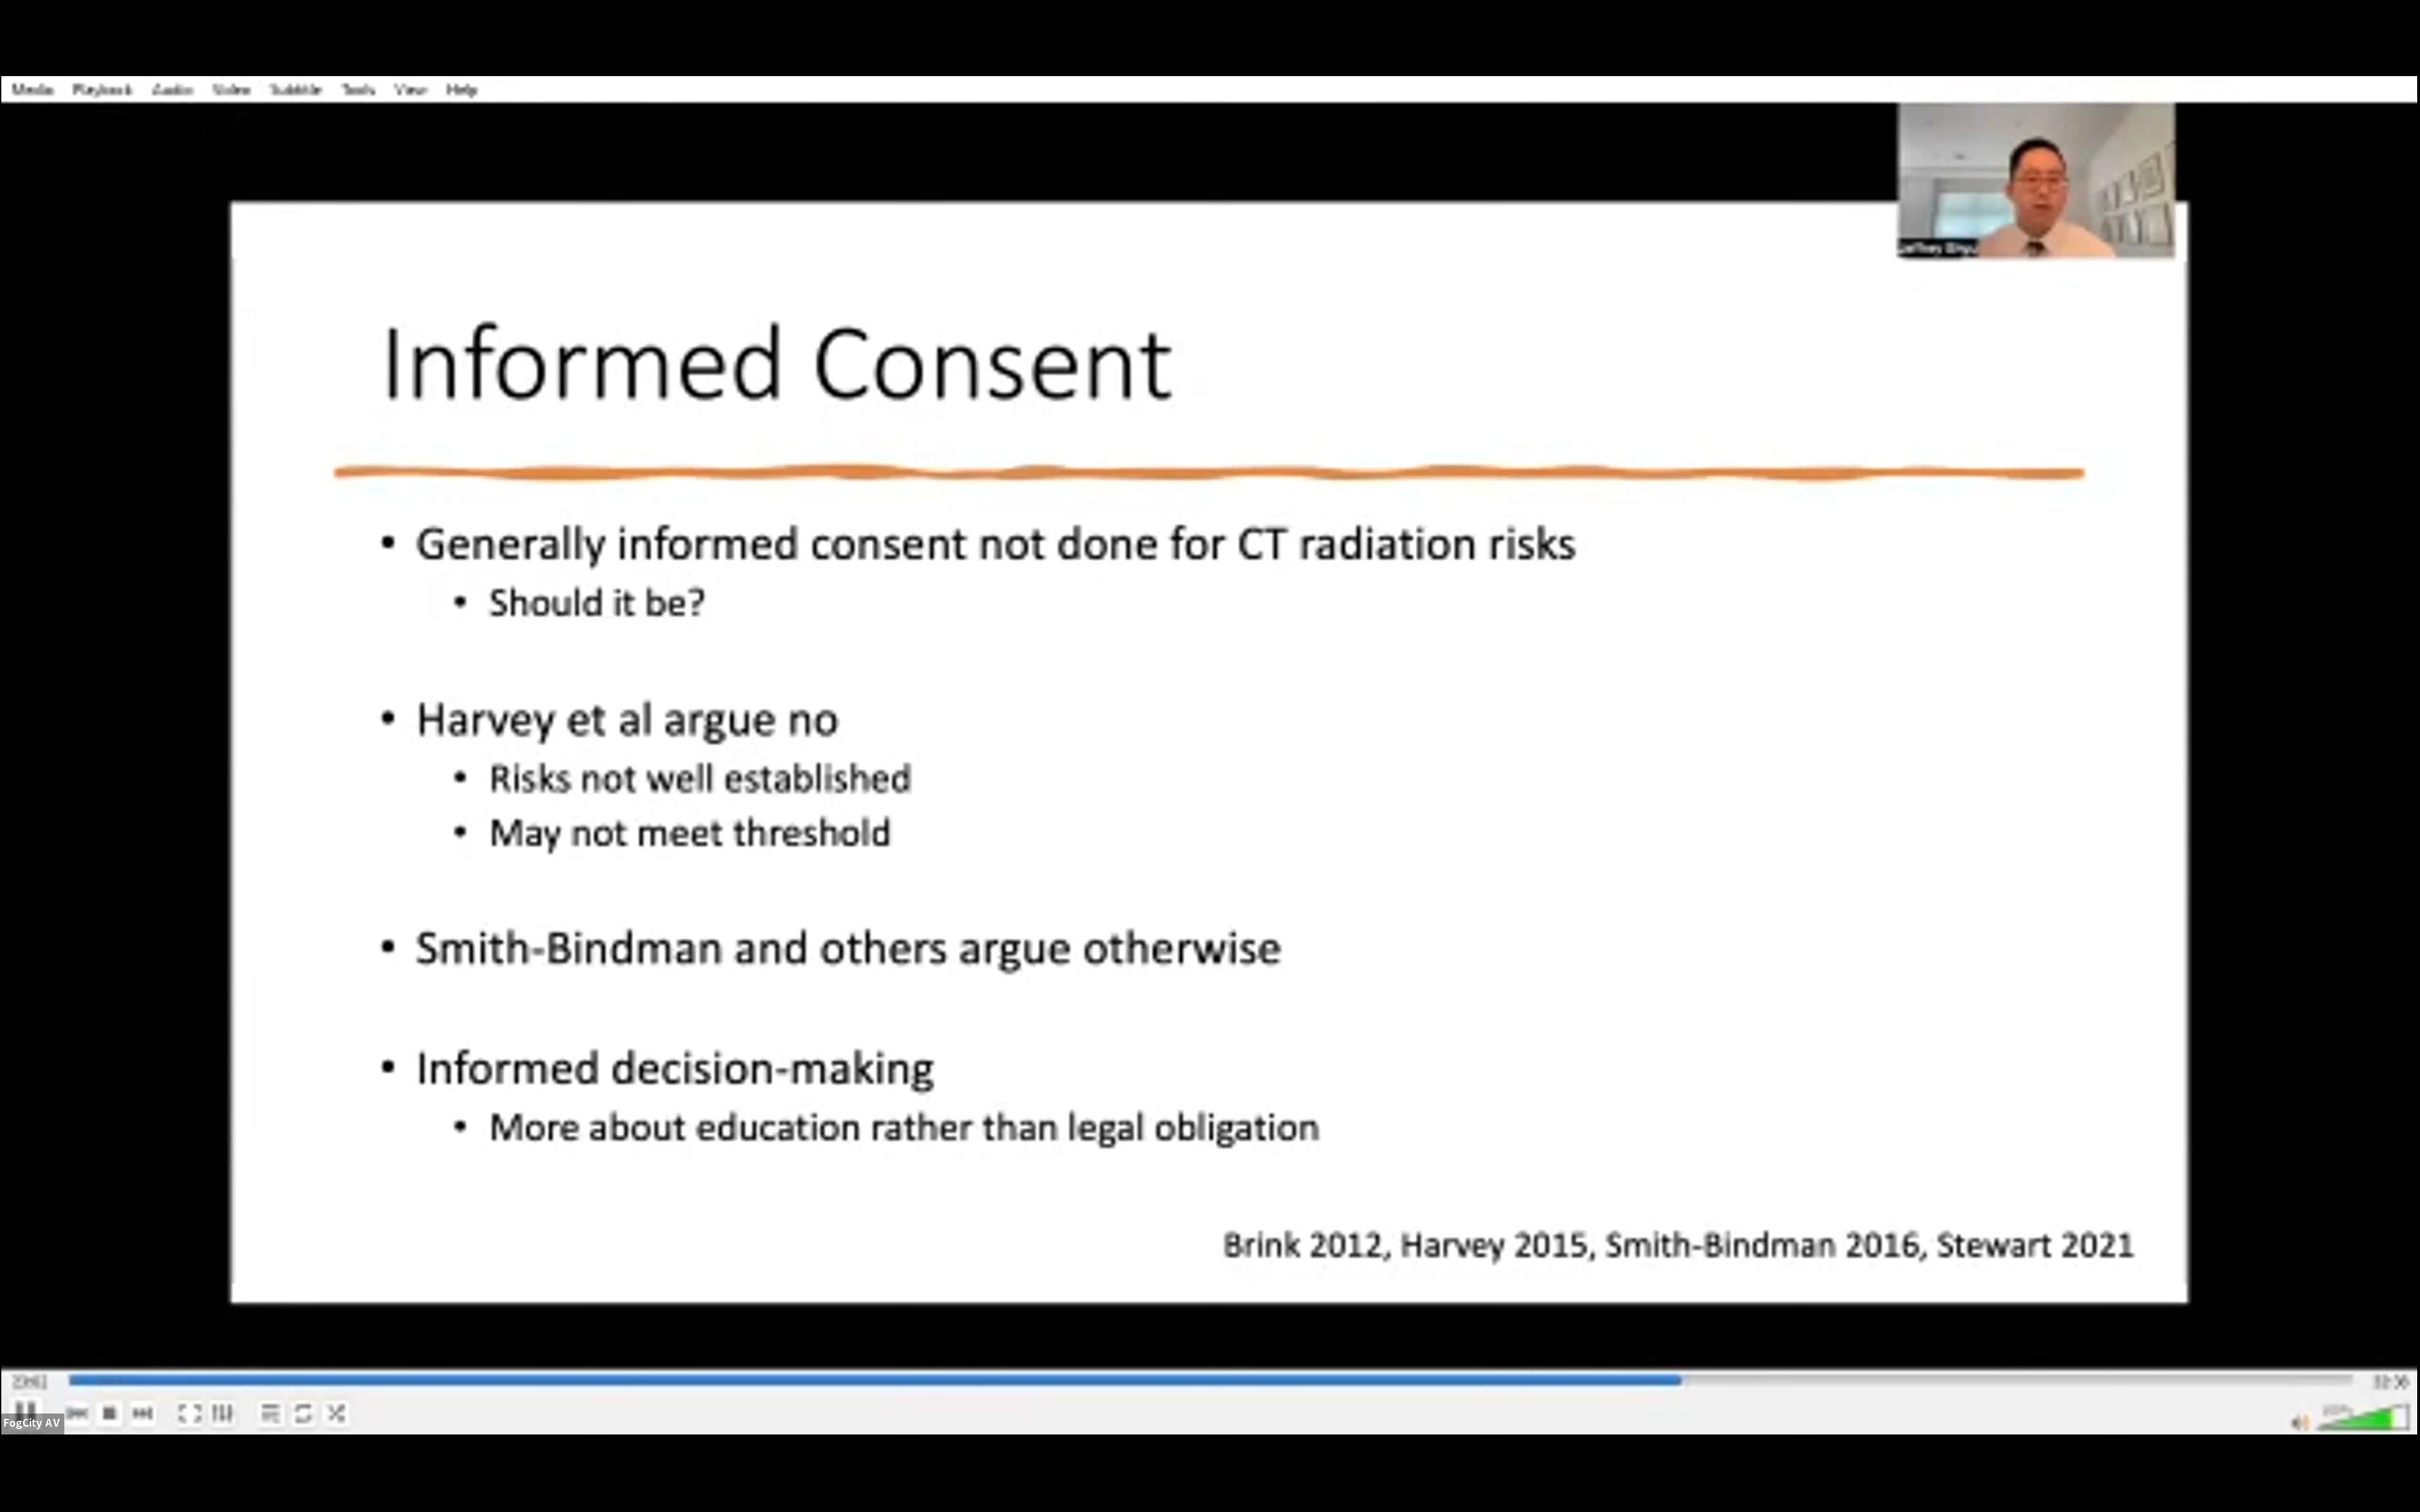 Media Playback Audio Video Subtitle Tools View Help
Informed Consent
• Generally informed consent not done for CT radiation risks
• Should it be?
• Harvey et al argue no
• Risks not well established
• May not meet threshold
• Smith-Bindman and others argue otherwise
• Informed decision-making
• More about education rather than legal obligation
Brink 2012, Harvey 2015, Smith-Bindman 2016, Stewart 2021
FogCity AV